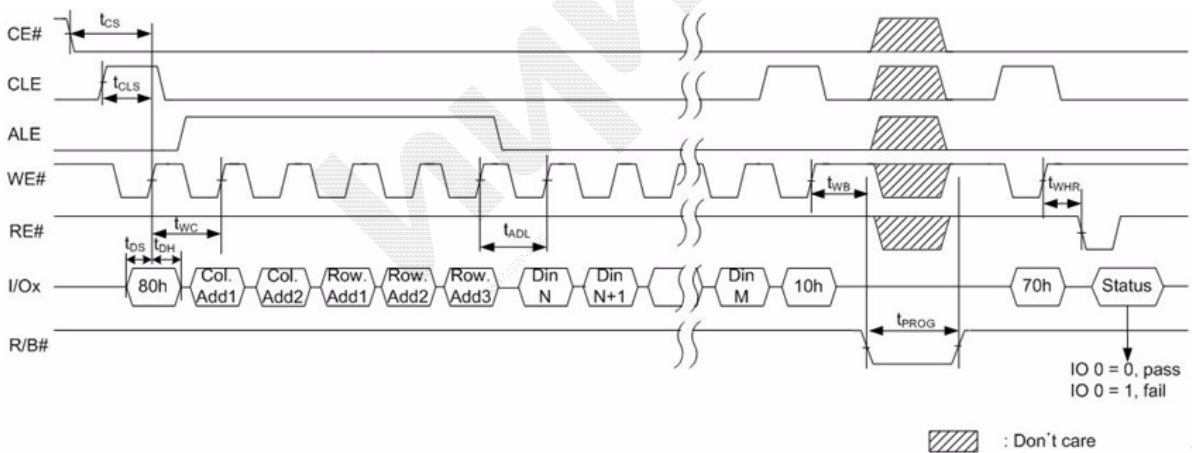 CE#
tCS
CLE
tCLS
ALE
WE#
tWC
tADL
tWB
tWHR
RE#
tDS tDH
I/Ox
80h
Col. Add1
Col. Add2
Row. Add1
Row. Add2
Row. Add3
Din N
Din N+1
Din M
10h
70h
Status
R/B#
tPROG
IO 0 = 0, pass
IO 0 = 1, fail
: Don't care